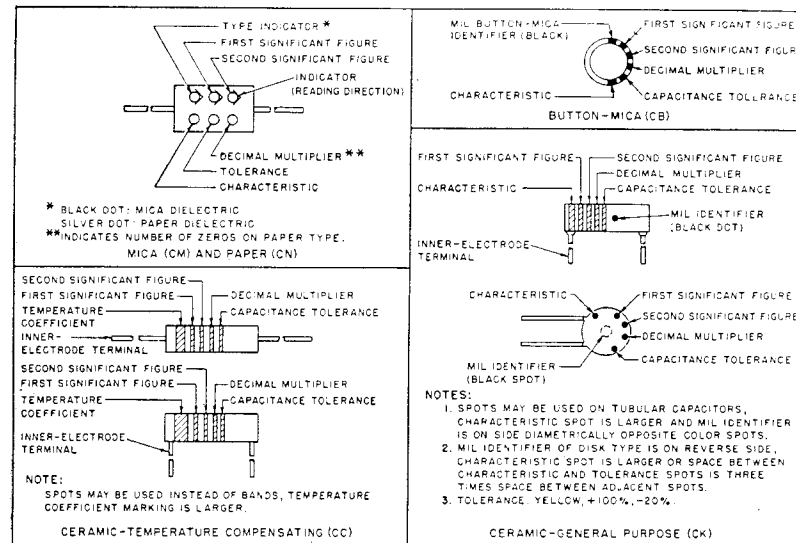 TYPE INDICATOR *
FIRST SIGNIFICANT FIGURE
SECOND SIGNIFICANT FIGURE
INDICATOR
(READING DIRECTION)
DECIMAL MULTIPLIER **
TOLERANCE
CHARACTERISTIC
* BLACK DOT: MICA DIELECTRIC
SILVER DOT: PAPER DIELECTRIC
** INDICATES NUMBER OF ZEROS ON PAPER TYPE.
MICA (CM) AND PAPER (CN)
SECOND SIGNIFICANT FIGURE
FIRST SIGNIFICANT FIGURE
DECIMAL MULTIPLIER
TEMPERATURE
COEFFICIENT
CAPACITANCE TOLERANCE
INNER-
ELECTRODE TERMINAL
SECOND SIGNIFICANT FIGURE
FIRST SIGNIFICANT FIGURE
DECIMAL MULTIPLIER
TEMPERATURE
COEFFICIENT
CAPACITANCE TOLERANCE
INNER-ELECTRODE
TERMINAL
NOTE:
SPOTS MAY BE USED INSTEAD OF BANDS, TEMPERATURE
COEFFICIENT MARKING IS LARGER.
CERAMIC-TEMPERATURE COMPENSATING (CC)
MIL BUTTON-MICA
IDENTIFIER (BLACK)
FIRST SIGNIFICANT FIGURE
SECOND SIGNIFICANT FIGUR
DECIMAL MULTIPLIER
CHARACTERISTIC
CAPACITANCE TOLERANCE
BUTTON-MICA (CB)
FIRST SIGNIFICANT FIGURE
SECOND SIGNIFICANT FIGURE
DECIMAL MULTIPLIER
CHARACTERISTIC
CAPACITANCE TOLERANCE
MIL IDENTIFIER
(BLACK DOT)
INNER-ELECTRODE
TERMINAL
CHARACTERISTIC
FIRST SIGNIFICANT FIGURE
SECOND SIGNIFICANT FIGURE
DECIMAL MULTIPLIER
CAPACITANCE TOLERANCE
MIL IDENTIFIER
(BLACK SPOT)
NOTES:
1. SPOTS MAY BE USED ON TUBULAR CAPACITORS,
CHARACTERISTIC SPOT IS LARGER AND MIL IDENTIFIER
IS ON SIDE DIAMETRICALLY OPPOSITE COLOR SPOTS.
2. MIL IDENTIFIER OF DISK TYPE IS ON REVERSE SIDE,
CHARACTERISTIC SPOT IS LARGER OR SPACE BETWEEN
CHARACTERISTIC AND TOLERANCE SPOTS IS THREE
TIMES SPACE BETWEEN ADJACENT SPOTS.
3. TOLERANCE: YELLOW, +100%, -20%.
CERAMIC-GENERAL PURPOSE (CK)